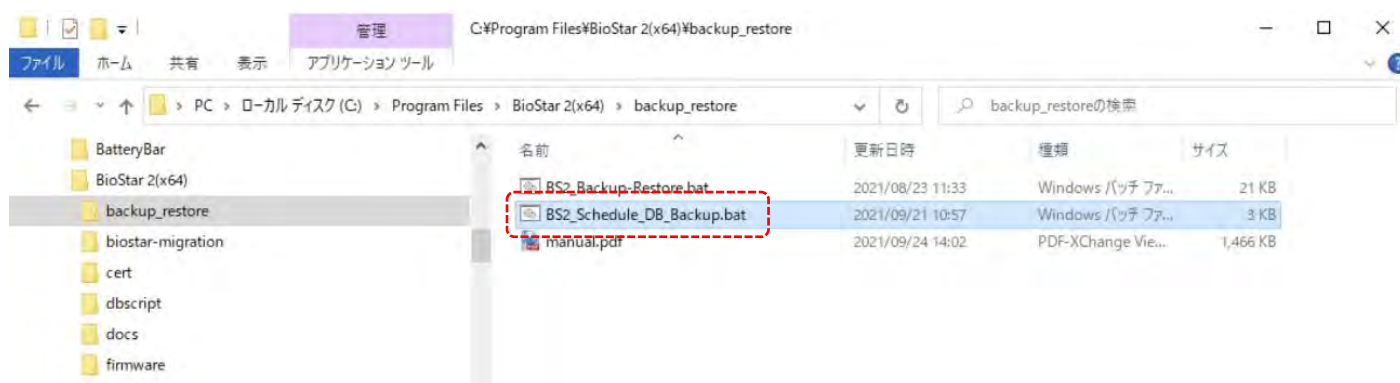 管理 C:¥Program Files¥BioStar 2(x64)¥backup_restore
ファイル ホーム 共有 表示 アプリケーション ツール
PC › ローカル ディスク (C:) › Program Files › BioStar 2(x64) › backup_restore backup_restoreの検索
BatteryBar
BioStar 2(x64)
backup_restore
biostar-migration
cert
dbscript
docs
firmware
名前 更新日時 種類 サイズ
BS2_Backup-Restore.bat 2021/08/23 11:33 Windows バッチ ファ... 21 KB
BS2_Schedule_DB_Backup.bat 2021/09/21 10:57 Windows バッチ ファ... 3 KB
manual.pdf 2021/09/24 14:02 PDF-XChange Vie... 1,466 KB